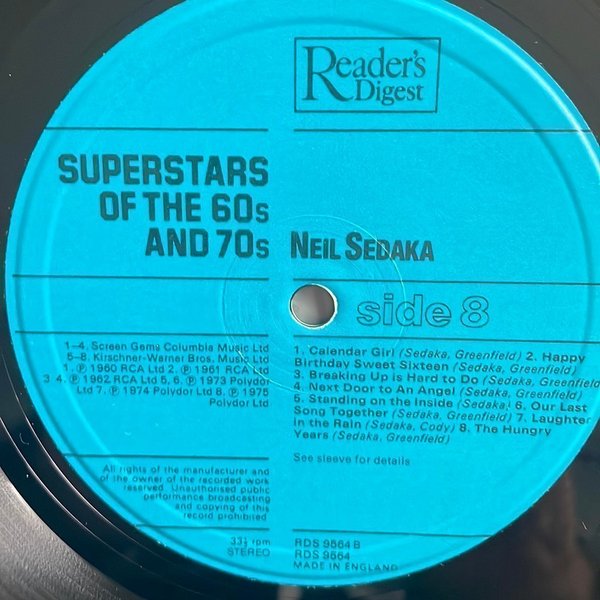 Reader's
Digest
SUPERSTARS
OF THE 60s
AND 70s
NEIL SEDAKA
side 8
1–4. Screen Gems Columbia Music Ltd
5–8. Kirschner-Warner Bros. Music Ltd
1. ℗ 1960 RCA Ltd 2. ℗ 1961 RCA Ltd
3 4. ℗ 1962 RCA Ltd 5, 6. ℗ 1973 Polydor
Ltd 7. ℗ 1974 Polydor Ltd 8. ℗ 1975
Polydor Ltd
1. Calendar Girl (Sedaka, Greenfield) 2. Happy
Birthday Sweet Sixteen (Sedaka, Greenfield)
3. Breaking Up is Hard to Do (Sedaka, Greenfield)
4. Next Door to An Angel (Sedaka, Greenfield)
5. Standing on the Inside (Sedaka) 6. Our Last
Song Together (Sedaka, Greenfield) 7. Laughter
in the Rain (Sedaka, Cody) 8. The Hungry
Years (Sedaka, Greenfield)
See sleeve for details
All rights of the manufacturer and
of the owner of the recorded work
reserved. Unauthorised public
performance broadcasting
and copying of this
record prohibited
33⅓ rpm
STEREO
RDS 9564 B
RDS 9564
MADE IN ENGLAND